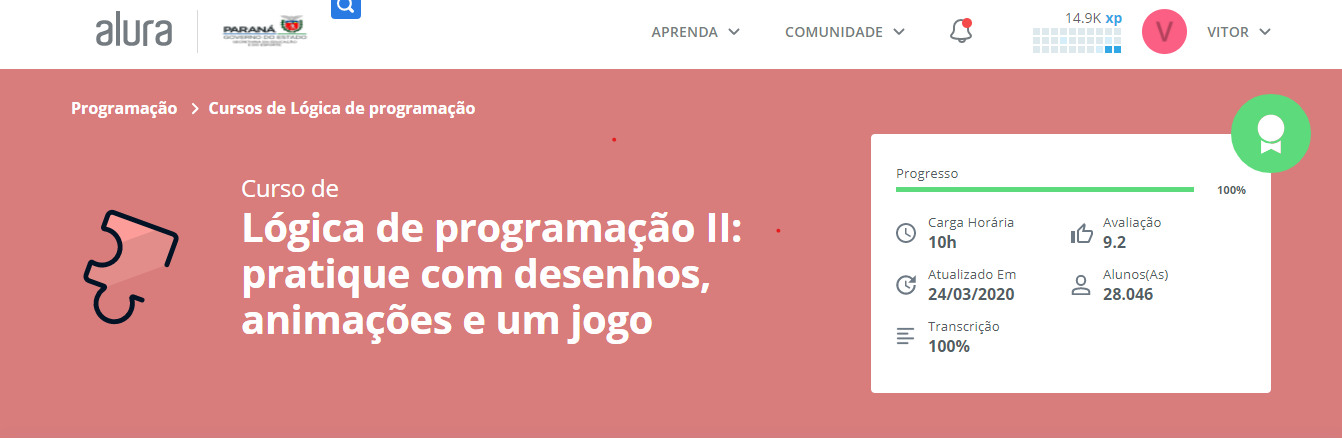 alura
PARANÁ
GOVERNO DO ESTADO
APRENDA
COMUNIDADE
14.9K xp
V
VITOR
Programação > Cursos de Lógica de programação
Curso de
Lógica de programação II:
pratique com desenhos,
animações e um jogo
Progresso
100%
Carga Horária
10h
Avaliação
9.2
Atualizado Em
24/03/2020
Alunos(As)
28.046
Transcrição
100%